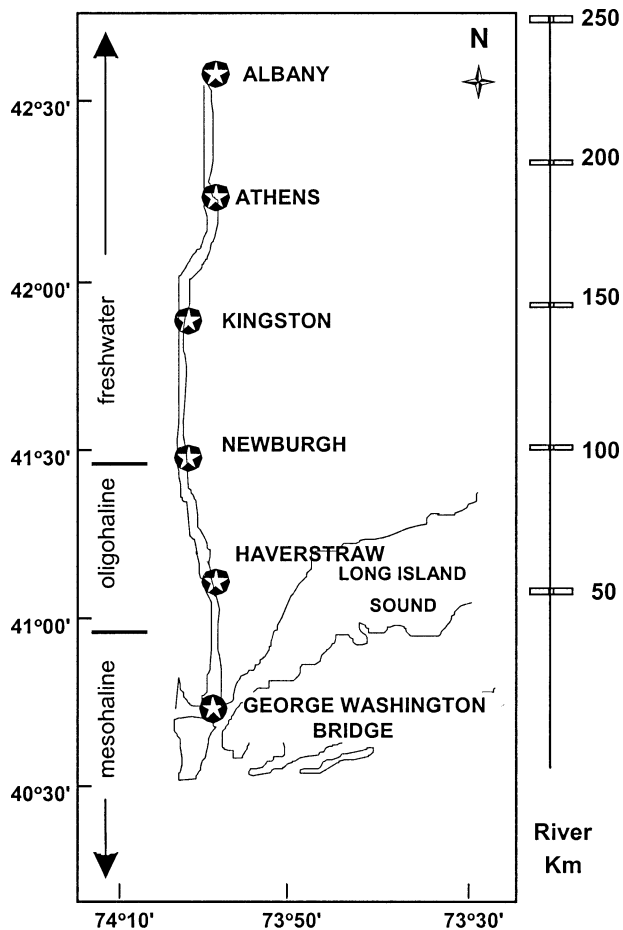 250
N
ALBANY
42°30'
200
ATHENS
42°00'
150
KINGSTON
freshwater
NEWBURGH
100
41°30'
oligohaline
HAVERSTRAW
LONG ISLAND
SOUND
50
41°00'
mesohaline
GEORGE WASHINGTON
BRIDGE
40°30'
River
Km
74°10'
73°50'
73°30'